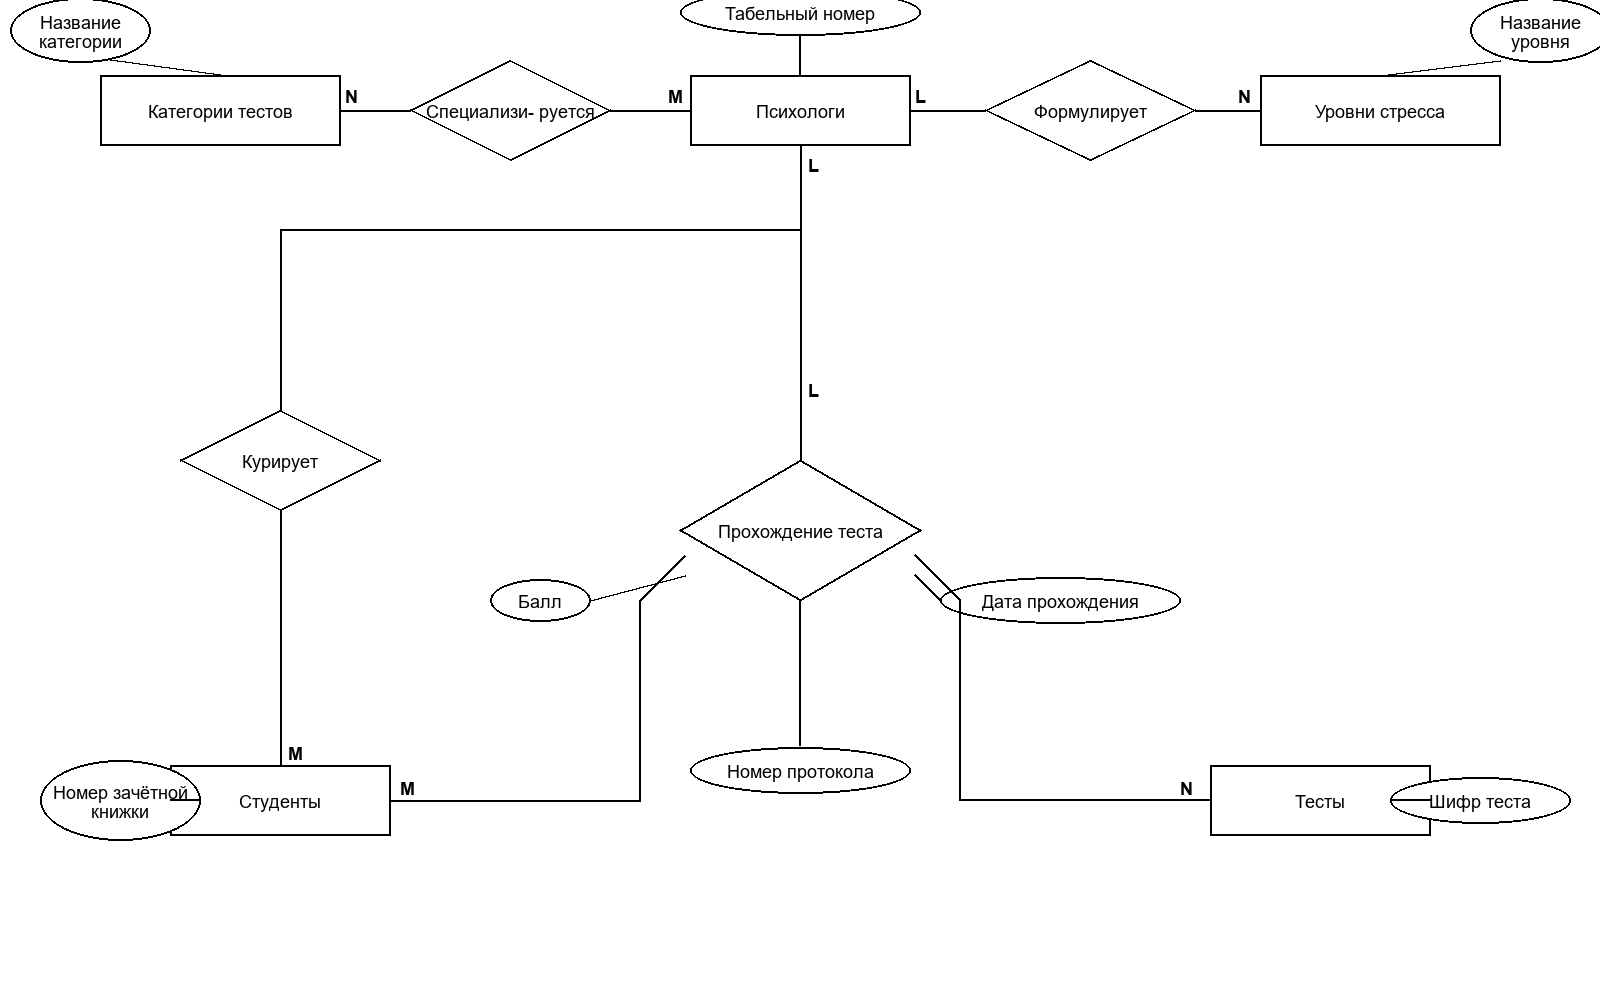 Название
категории
Табельный номер
Название
уровня
Категории тестов
N
Специализи- руется
M
Психологи
L
Формулирует
N
Уровни стресса
L
L
Курирует
Прохождение теста
Балл
Дата прохождения
M
Номер зачётной
книжки
Студенты
M
Номер протокола
N
Тесты
Шифр теста